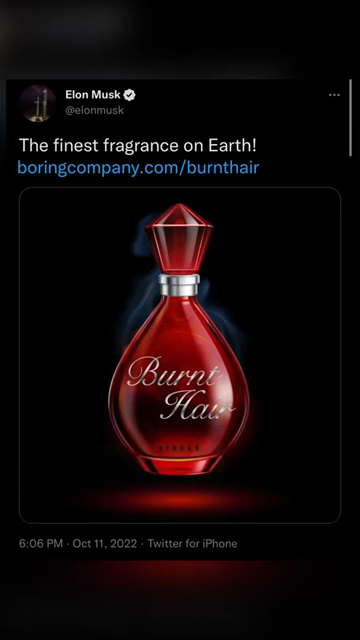 Elon Musk
@elonmusk
The finest fragrance on Earth!
boringcompany.com/burnthair
Burnt
Hair
SINGED
6:06 PM · Oct 11, 2022 · Twitter for iPhone